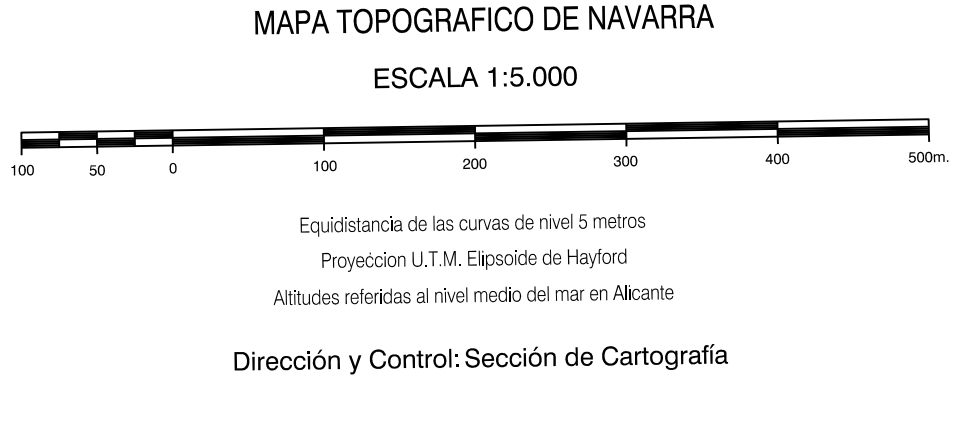 MAPA TOPOGRAFICO DE NAVARRA
ESCALA 1:5.000
100 50 0 100 200 300 400 500m.
Equidistancia de las curvas de nivel 5 metros
Proyeccion U.T.M. Elipsoide de Hayford
Altitudes referidas al nivel medio del mar en Alicante
Dirección y Control: Sección de Cartografía